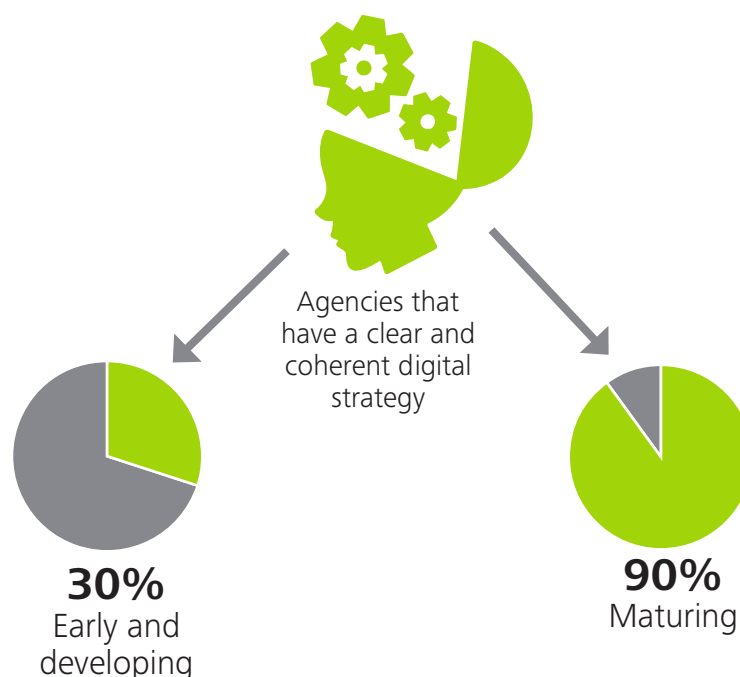 Agencies that
have a clear and
coherent digital
strategy
30%
Early and
developing
90%
Maturing